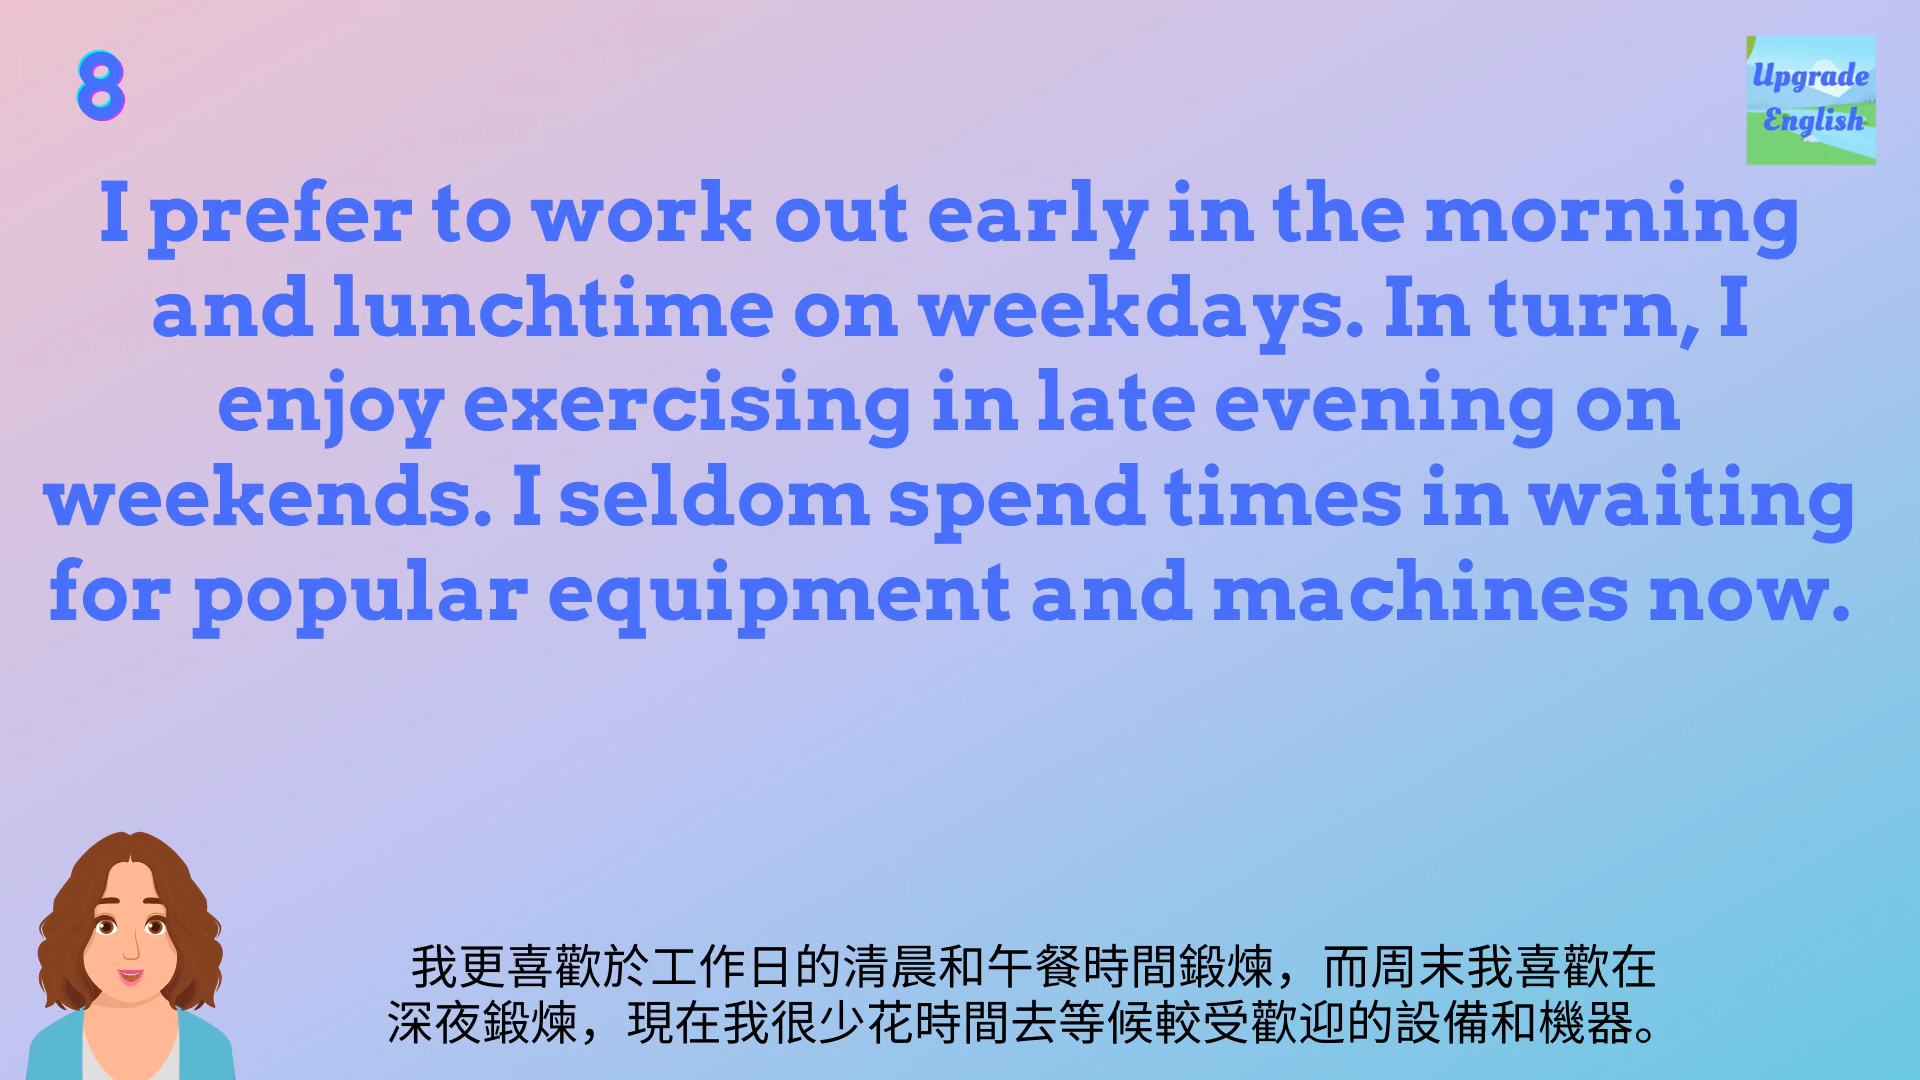 8
Upgrade
English
I prefer to work out early in the morning
and lunchtime on weekdays. In turn, I
enjoy exercising in late evening on
weekends. I seldom spend times in waiting
for popular equipment and machines now.
我更喜歡於工作日的清晨和午餐時間鍛煉，而周末我喜歡在
深夜鍛煉，現在我很少花時間去等候較受歡迎的設備和機器。